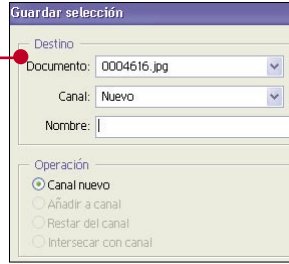 Guardar selección
Destino
Documento: 0004616.jpg
Canal: Nuevo
Nombre:
Operación
Canal nuevo
Añadir a canal
Restar del canal
Intersecar con canal